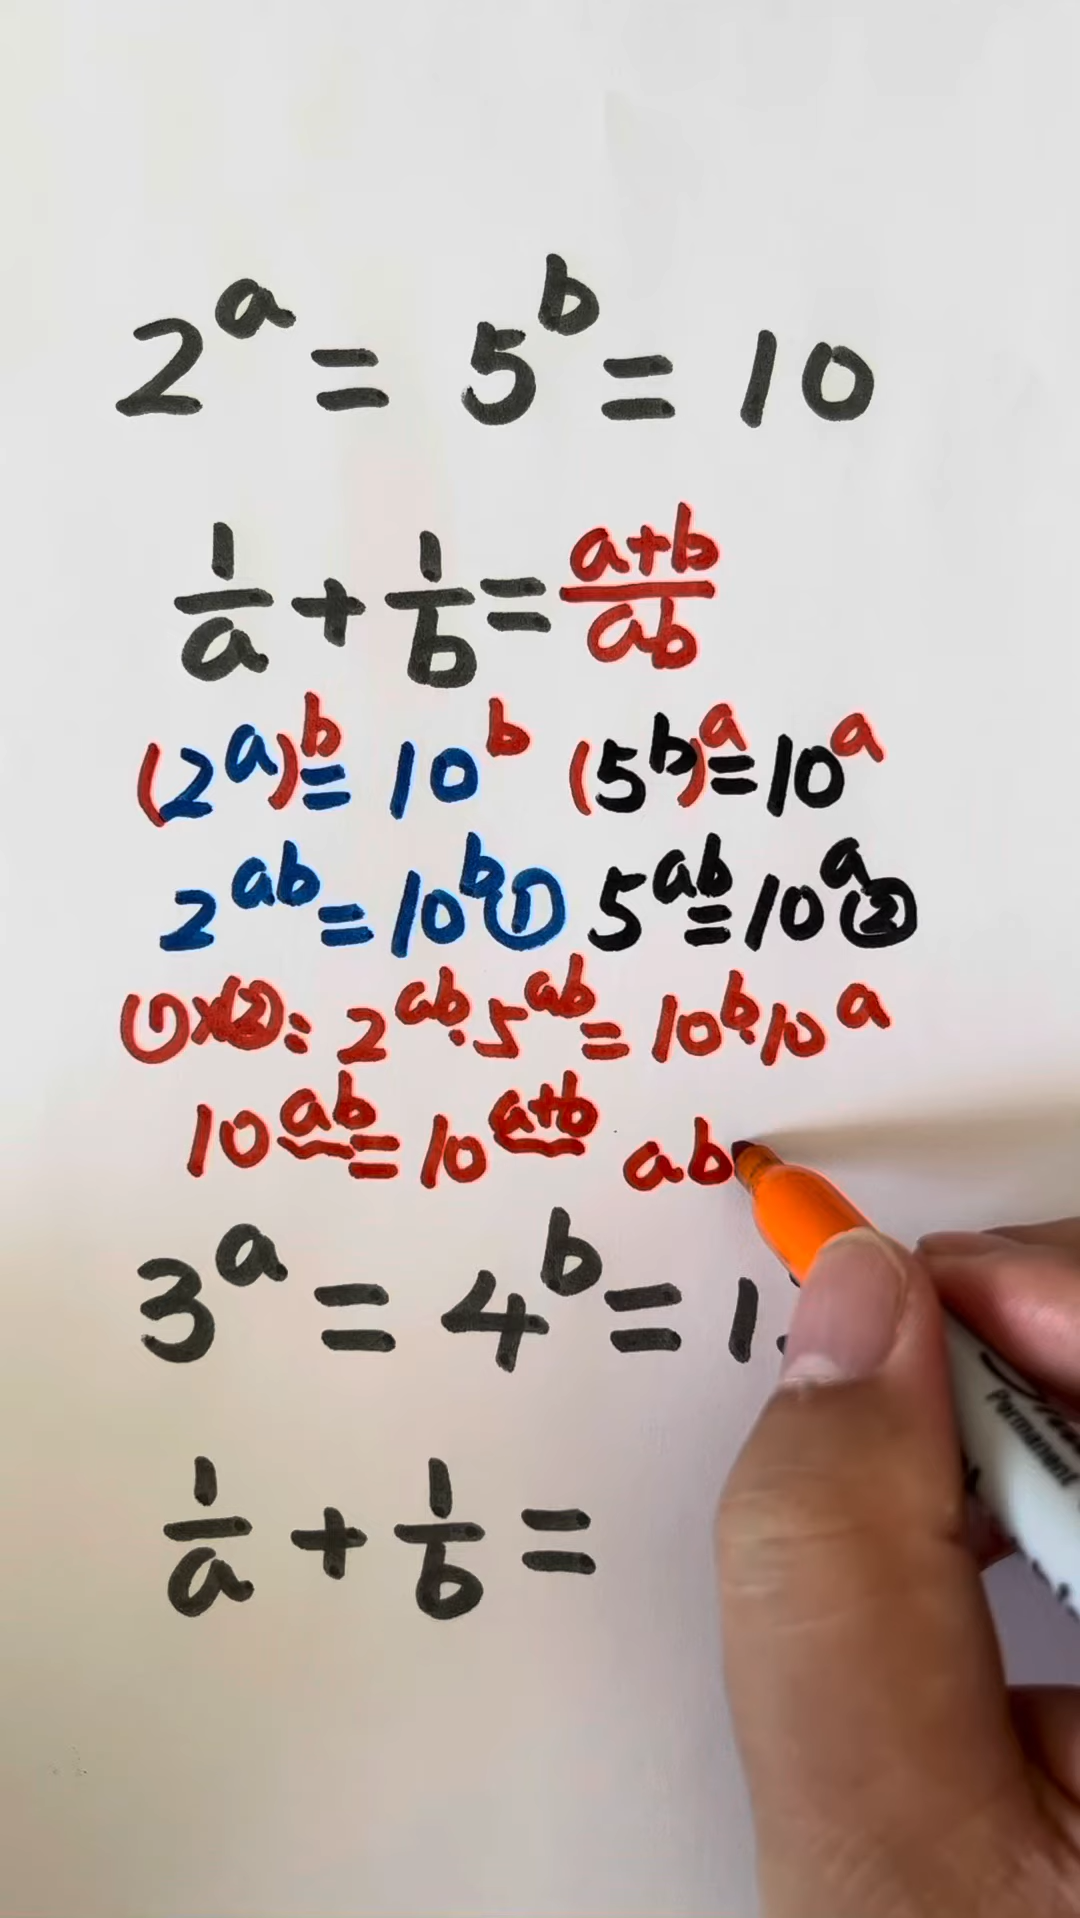 2^a = 5^b = 10
1/a + 1/b = (a+b)/ab
(2^a)^b = 10^b (5^b)^a = 10^a
2^ab = 10^b ① 5^ab = 10^a ②
①×②: 2^ab · 5^ab = 10^b · 10^a
10^ab = 10^a+b ab
3^a = 4^b = 1
1/a + 1/b =
Permanent